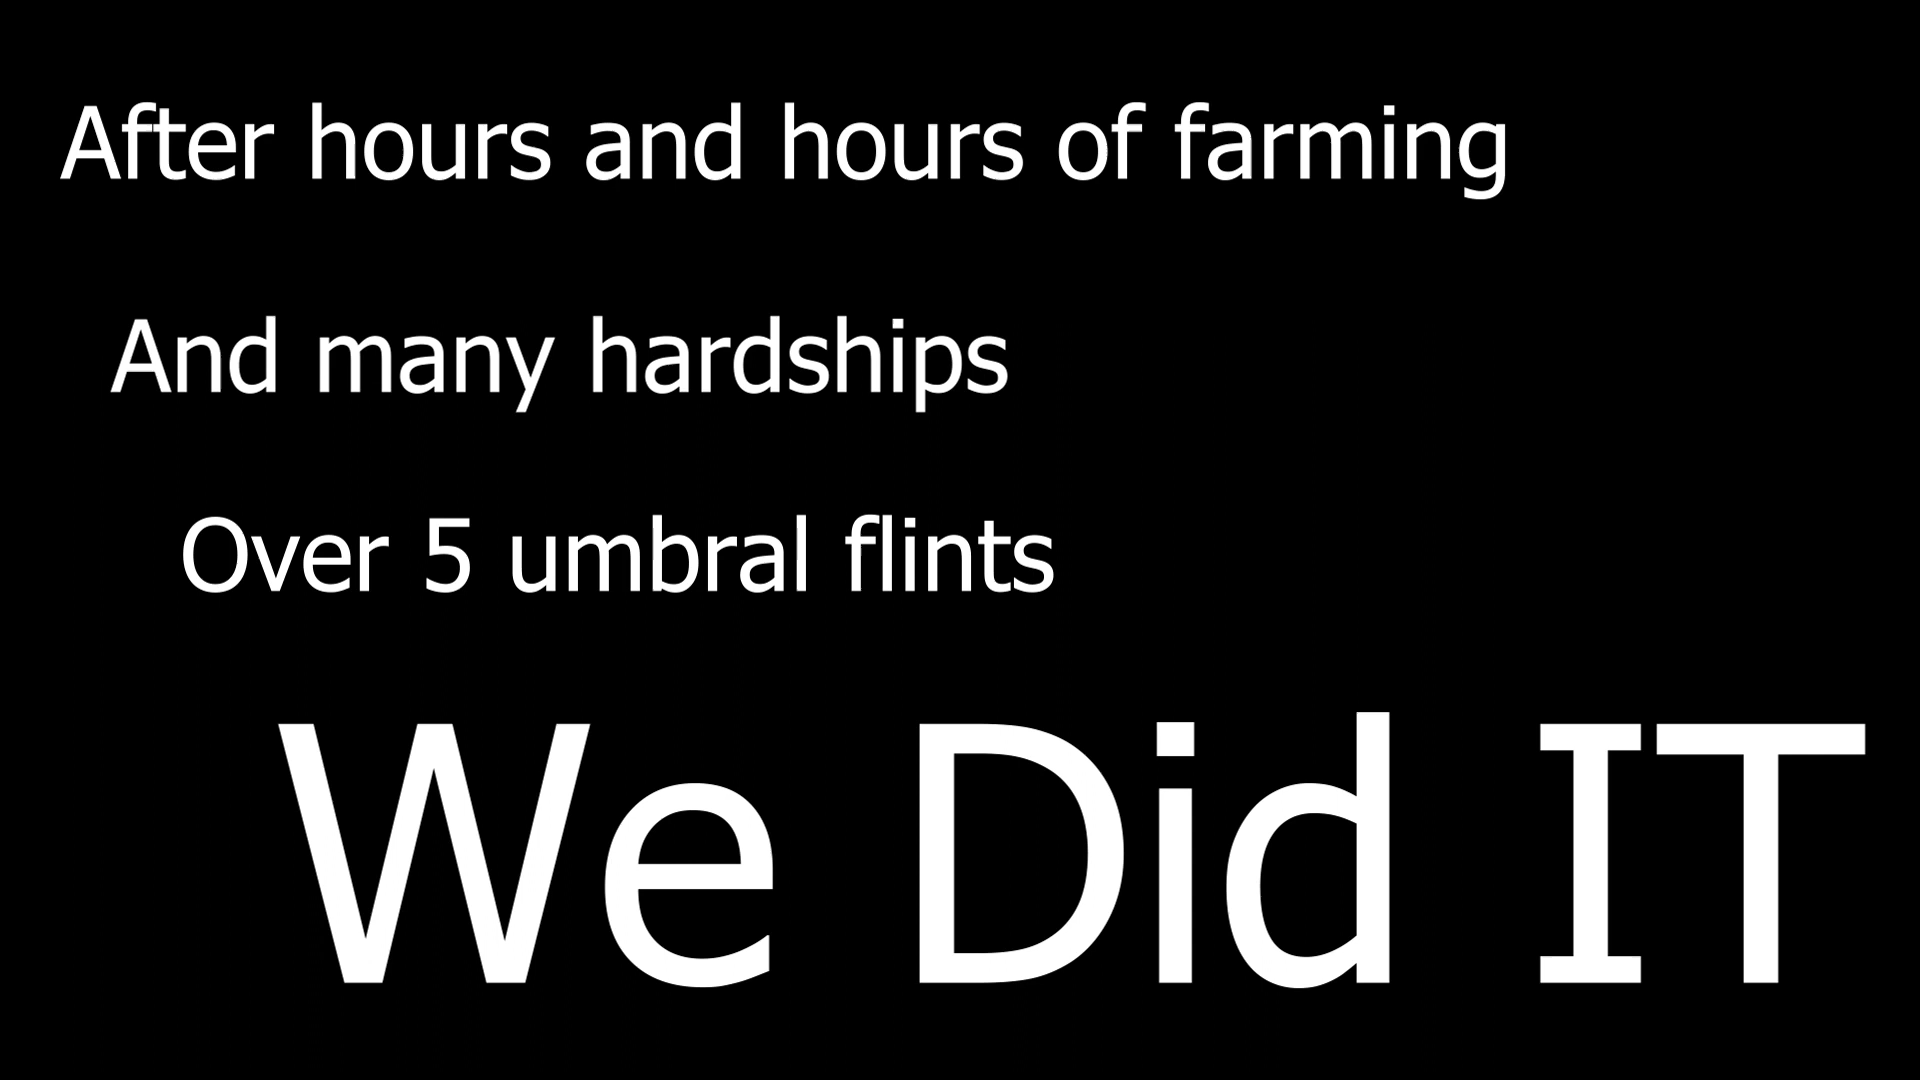 After hours and hours of farming
And many hardships
Over 5 umbral flints
We Did IT